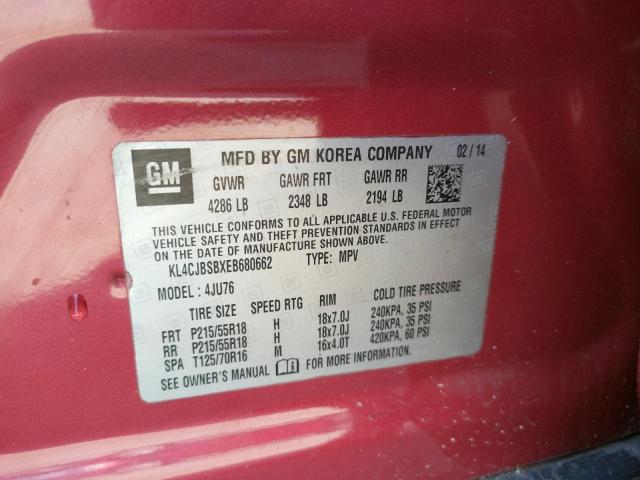 GM
MFD BY GM KOREA COMPANY 02 / 14
GVWR GAWR FRT GAWR RR
4286 LB 2348 LB 2194 LB
THIS VEHICLE CONFORMS TO ALL APPLICABLE U.S. FEDERAL MOTOR
VEHICLE SAFETY AND THEFT PREVENTION STANDARDS IN EFFECT
ON THE DATE OF MANUFACTURE SHOWN ABOVE.
KL4CJBSBXEB680662 TYPE: MPV
MODEL: 4JU76
TIRE SIZE SPEED RTG RIM COLD TIRE PRESSURE
FRT P215/55R18 H 18x7.0J 240KPA, 35 PSI
RR P215/55R18 H 18x7.0J 240KPA, 35 PSI
SPA T125/70R16 M 16x4.0T 420KPA, 60 PSI
SEE OWNER'S MANUAL FOR MORE INFORMATION.